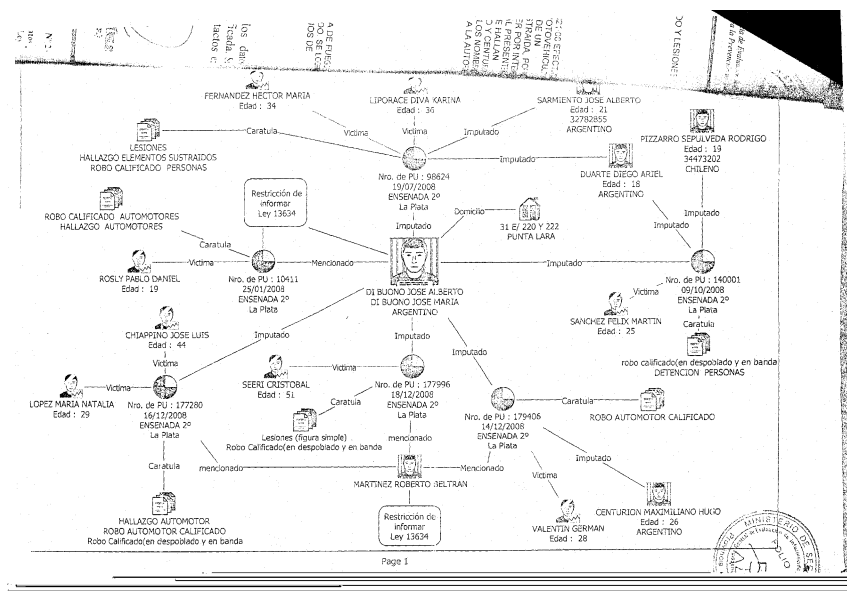 FERNANDEZ HECTOR MARIA
Edad : 34
LIPORACE DIVA KARINA
Edad : 36
SARMIENTO JOSE ALBERTO
Edad : 21
32782855
ARGENTINO
PIZZARRO SEPULVEDA RODRIGO
Edad : 19
34473202
CHILENO
LESIONES
HALLAZGO ELEMENTOS SUSTRAIDOS
ROBO CALIFICADO PERSONAS
Caratula
Victima
Victima
Imputado
Imputado
DUARTE DIEGO ARIEL
Edad : 18
ARGENTINO
Nro. de PU : 98624
19/07/2008
ENSENADA 2º
La Plata
Imputado
Restricción de
informar
Ley 13634
ROBO CALIFICADO AUTOMOTORES
HALLAZGO AUTOMOTORES
Caratula
Domicilio
31 E/ 220 Y 222
PUNTA LARA
Imputado
Imputado
ROSLY PABLO DANIEL
Edad : 19
Victima
Nro. de PU : 10411
25/01/2008
ENSENADA 2º
La Plata
Mencionado
DI BUONO JOSE ALBERTO
DI BUONO JOSE MARIA
ARGENTINO
Imputado
Nro. de PU : 140001
09/10/2008
ENSENADA 2º
La Plata
Victima
SANCHEZ FELIX MARTIN
Edad : 25
Caratula
robo calificado(en despoblado y en banda
DETENCION PERSONAS
CHIAPPINO JOSE LUIS
Edad : 44
Victima
Imputado
Imputado
Imputado
LOPEZ MARIA NATALIA
Edad : 29
Victima
Nro. de PU : 177280
16/12/2008
ENSENADA 2º
La Plata
SEERI CRISTOBAL
Edad : 51
Victima
Nro. de PU : 177996
18/12/2008
ENSENADA 2º
La Plata
Caratula
Lesiones (figura simple)
Robo Calificado(en despoblado y en banda
Nro. de PU : 179406
14/12/2008
ENSENADA 2º
La Plata
Caratula
ROBO AUTOMOTOR CALIFICADO
Caratula
mencionado
mencionado
Mencionado
MARTINEZ ROBERTO BELTRAN
Imputado
Victima
HALLAZGO AUTOMOTOR
ROBO AUTOMOTOR CALIFICADO
Robo Calificado(en despoblado y en banda
Restricción de
informar
Ley 13634
VALENTIN GERMAN
Edad : 28
CENTURION MAXIMILIANO HUGO
Edad : 26
ARGENTINO
Page 1
MINISTERIO DE SE
FOLIO
DO Y LESIONES